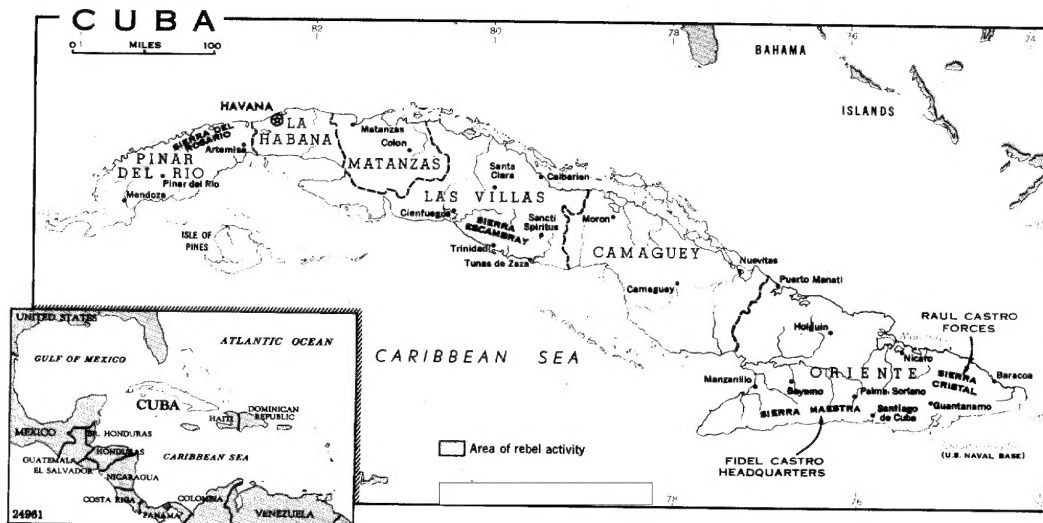 CUBA
0 MILES 100
82
80
78
76
74
BAHAMA
ISLANDS
HAVANA
LA
HABANA
SIERRA DEL
ROSARIO
Artemisa
PINAR
DEL RIO
Pinar del Río
Mendoza
Matanzas
Colon
MATANZAS
ISLE OF
PINES
Santa
Clara
Caibarien
LAS VILLAS
Cienfuegos
SIERRA
ESCAMBRAY
Sancti
Spiritus
Trinidad
Tunas de Zaza
Moron
CAMAGUEY
Camaguey
Nuevitas
Puerto Manati
Holguin
RAUL CASTRO
FORCES
Nicaro
ORIENTE
SIERRA
CRISTAL
Baracoa
Manzanillo
Bayamo
Palma Soriano
Guantanamo
SIERRA MAESTRA
Santiago
de Cuba
(U.S. NAVAL BASE)
FIDEL CASTRO
HEADQUARTERS
CARIBBEAN SEA
Area of rebel activity
78
76
UNITED STATES
ATLANTIC OCEAN
GULF OF MEXICO
CUBA
HAITI
DOMINICAN
REPUBLIC
MEXICO
BR. HONDURAS
HONDURAS
GUATEMALA
EL SALVADOR
CARIBBEAN SEA
NICARAGUA
COSTA RICA
PANAMA
COLOMBIA
VENEZUELA
24961